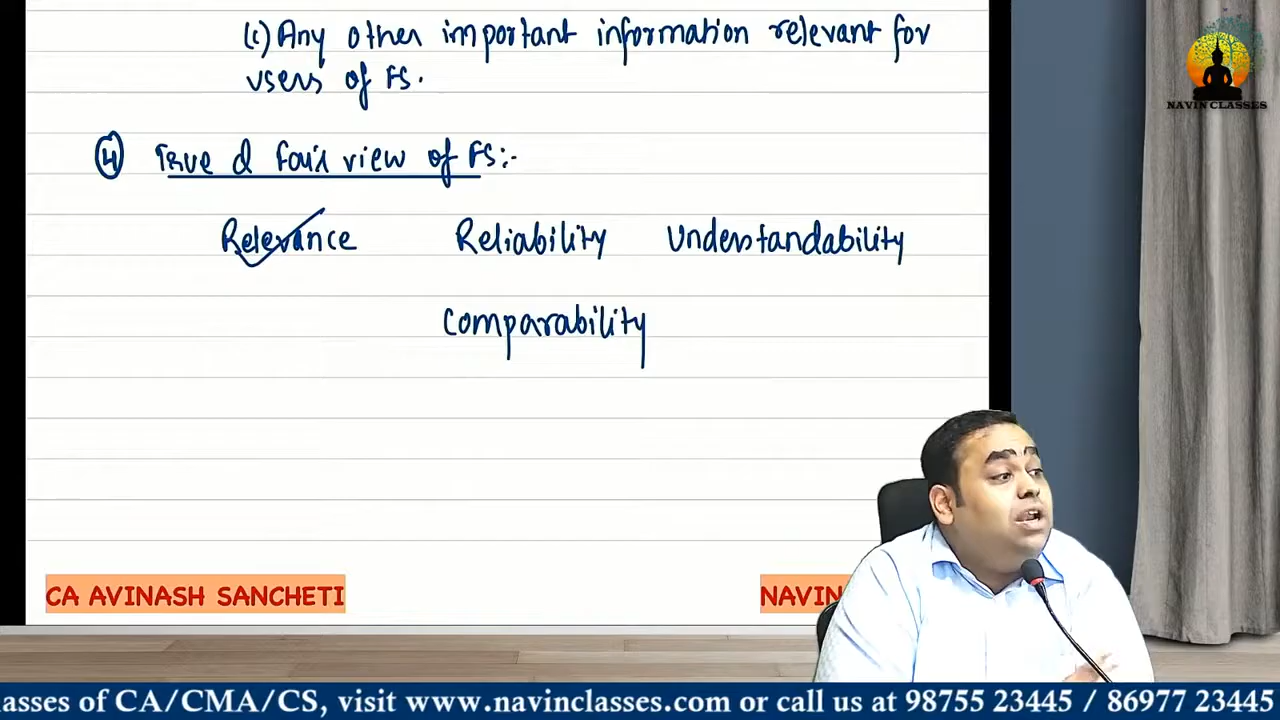 (c) Any other important information relevant for
users of FS.
NAVIN CLASSES
(4) True & Fair view of FS:-
Relevance Reliability Understandability
Comparability
CA AVINASH SANCHETI
NAVIN
lasses of CA/CMA/CS, visit www.navinclasses.com or call us at 98755 23445 / 86977 23445